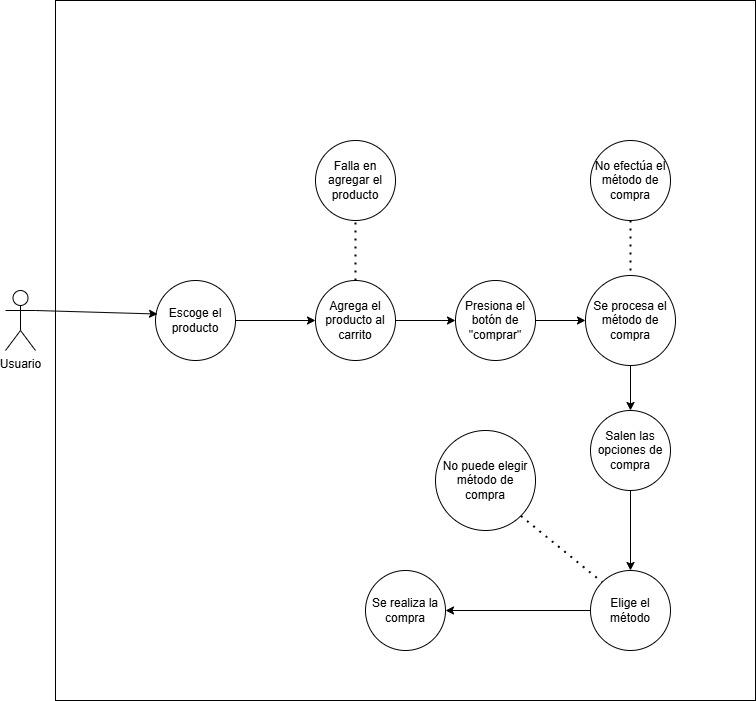 Falla en
agregar el
producto
No efectúa el
método de
compra
Usuario
Escoge el
producto
Agrega el
producto al
carrito
Presiona el
botón de
"comprar"
Se procesa el
método de
compra
Salen las
opciones de
compra
No puede elegir
método de
compra
Elige el
método
Se realiza la
compra